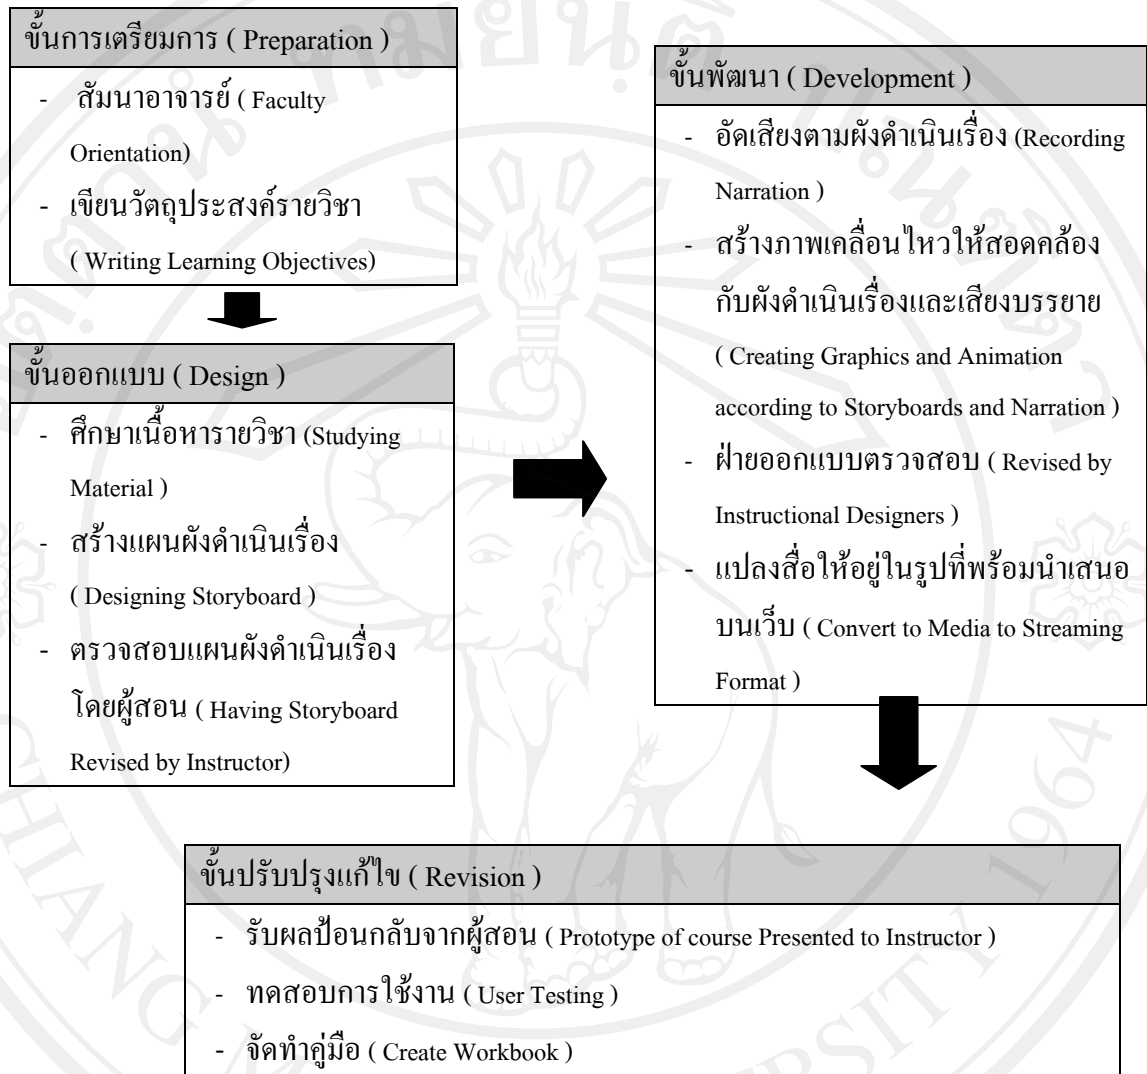 ขั้นการเตรียมการ ( Preparation )
- สัมนาอาจารย์ ( Faculty
Orientation)
- เขียนวัตถุประสงค์รายวิชา
( Writing Learning Objectives)
ขั้นออกแบบ ( Design )
- ศึกษาเนื้อหารายวิชา (Studying
Material )
- สร้างแผนผังดำเนินเรื่อง
( Designing Storyboard )
- ตรวจสอบแผนผังดำเนินเรื่อง
โดยผู้สอน ( Having Storyboard
Revised by Instructor)
ขั้นพัฒนา ( Development )
- อัดเสียงตามผังดำเนินเรื่อง (Recording
Narration )
- สร้างภาพเคลื่อนไหวให้สอดคล้อง
กับผังดำเนินเรื่องและเสียงบรรยาย
( Creating Graphics and Animation
according to Storyboards and Narration )
- ฝ่ายออกแบบตรวจสอบ ( Revised by
Instructional Designers )
- แปลงสื่อให้อยู่ในรูปที่พร้อมนำเสนอ
บนเว็บ ( Convert to Media to Streaming
Format )
ขั้นปรับปรุงแก้ไข ( Revision )
- รับผลป้อนกลับจากผู้สอน ( Prototype of course Presented to Instructor )
- ทดสอบการใช้งาน ( User Testing )
- จัดทำคู่มือ ( Create Workbook )